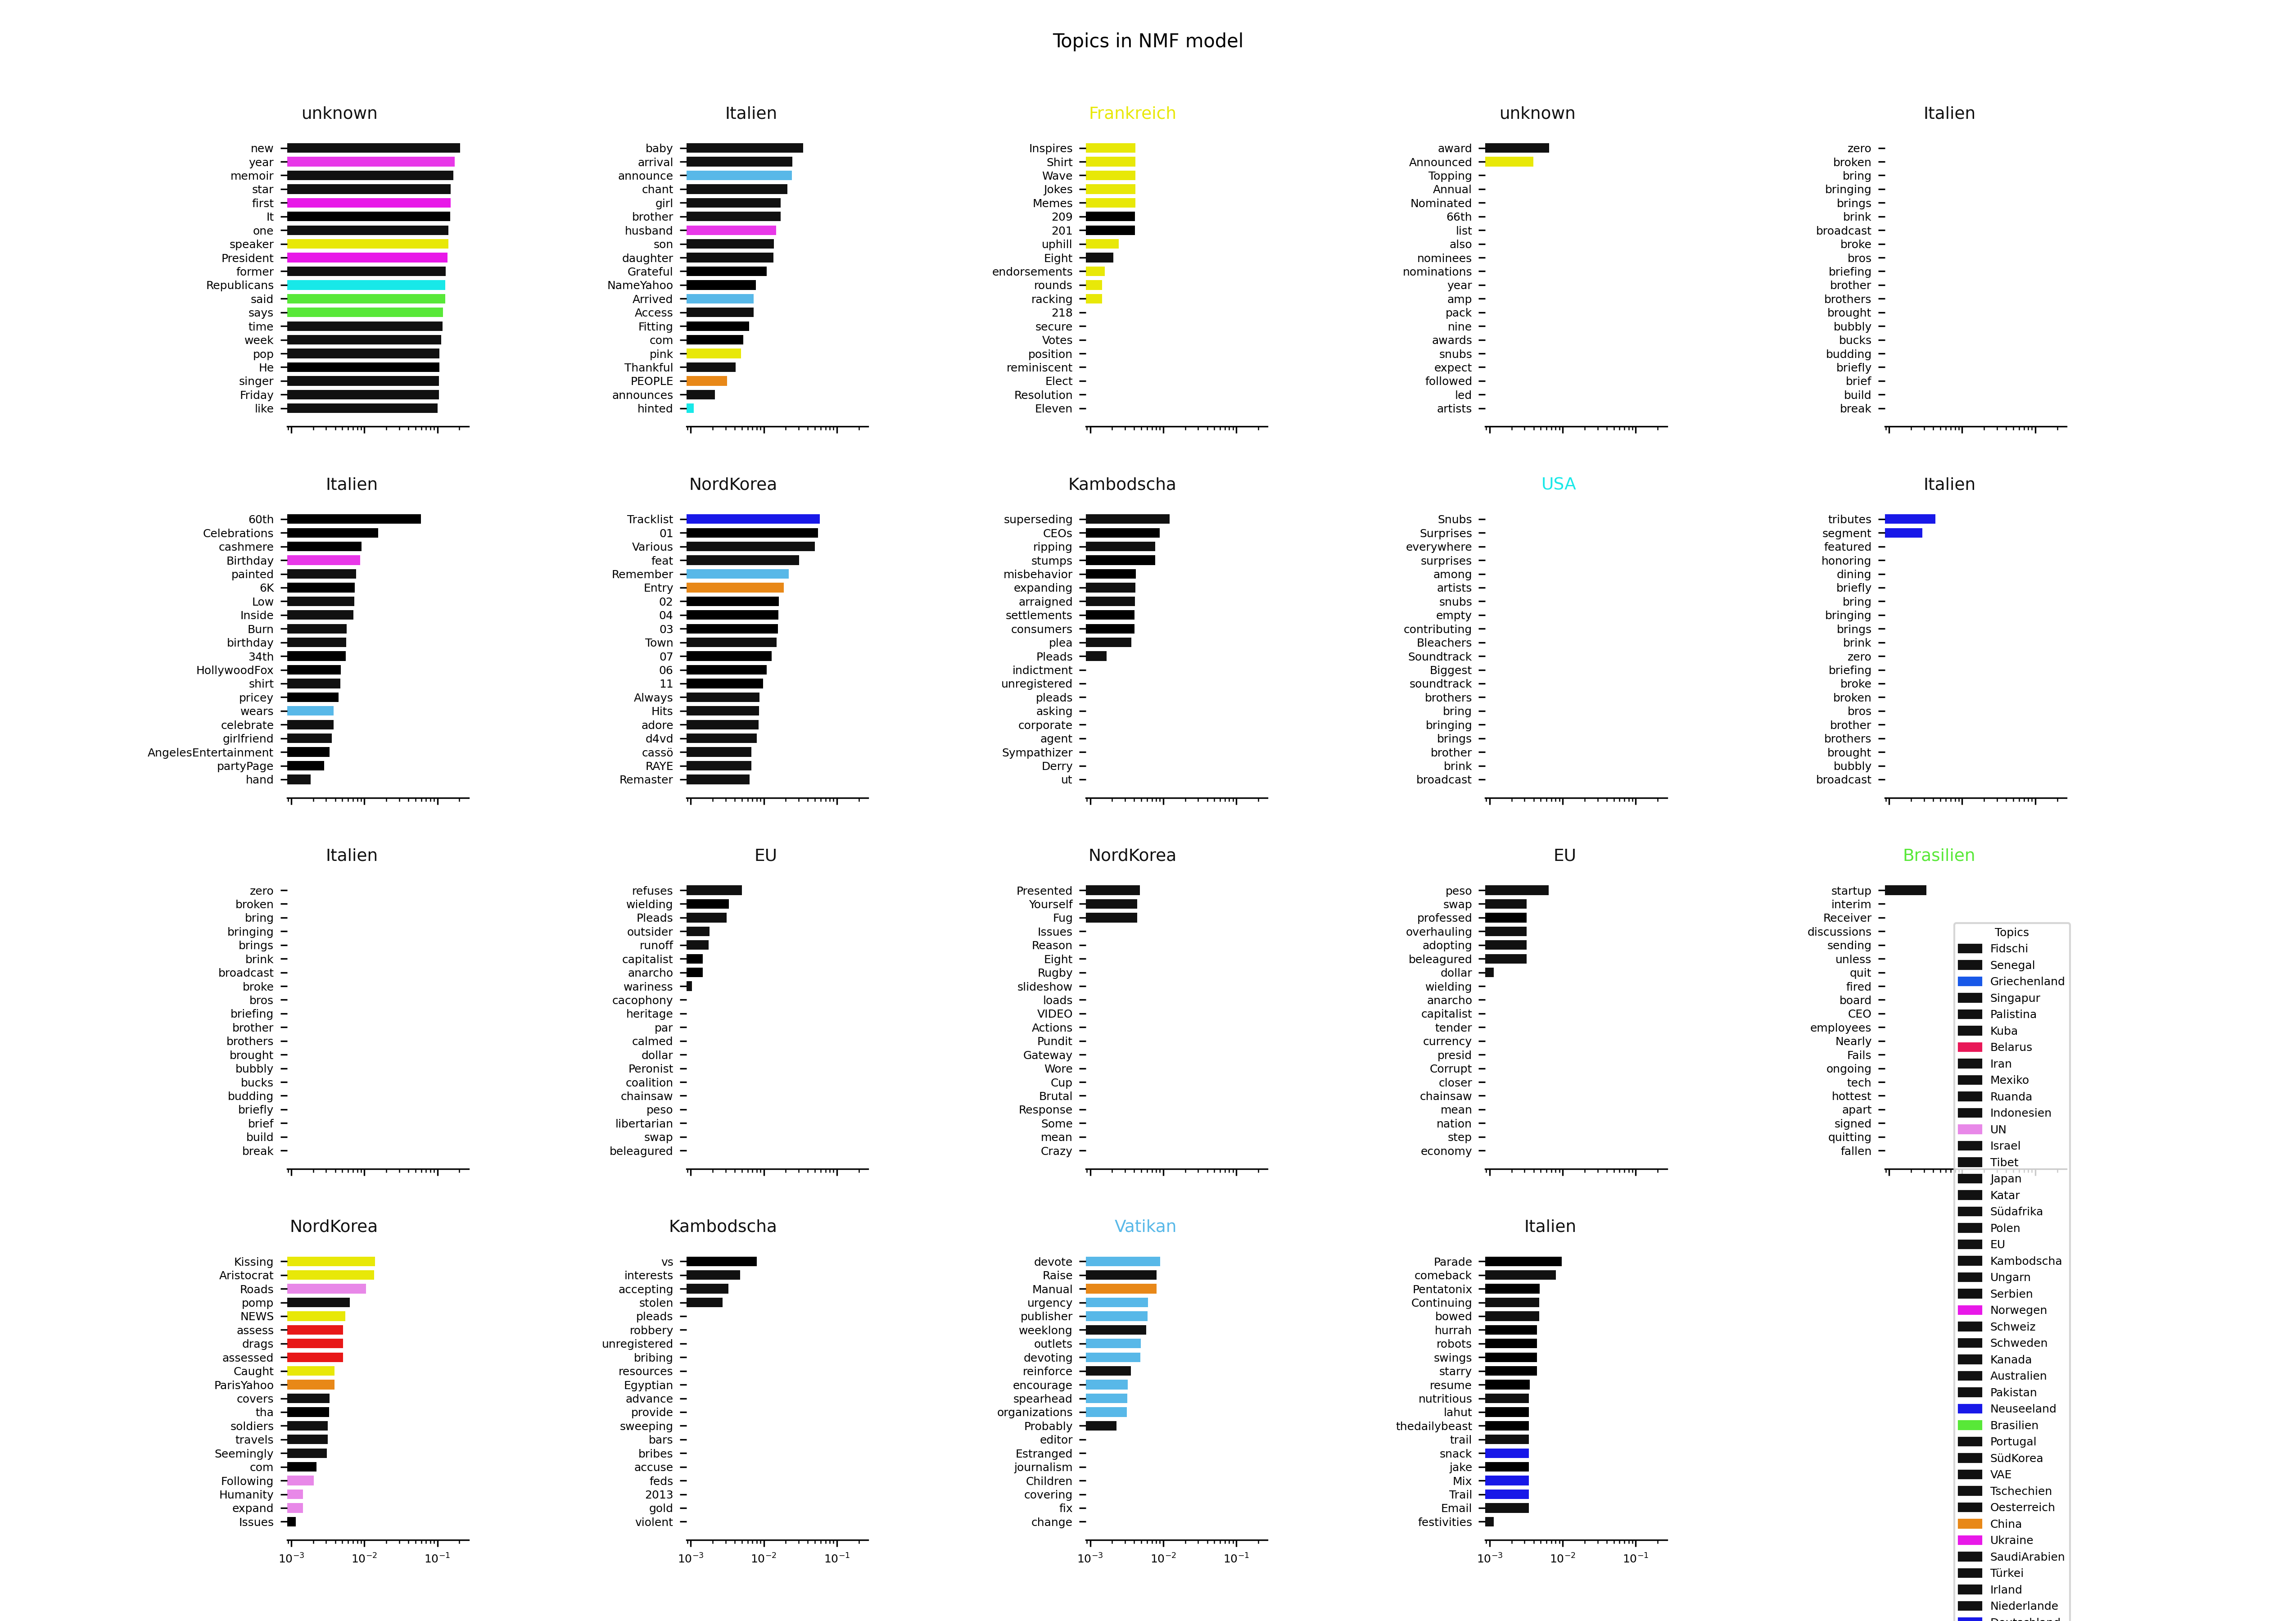 Topics in NMF model
unknown
new
year
memoir
star
first
It
one
speaker
President
former
Republicans
said
says
time
week
pop
He
singer
Friday
like
Italien
baby
arrival
announce
chant
girl
brother
husband
son
daughter
Grateful
NameYahoo
Arrived
Access
Fitting
com
pink
Thankful
PEOPLE
announces
hinted
Frankreich
Inspires
Shirt
Wave
Jokes
Memes
209
201
uphill
Eight
endorsements
rounds
racking
218
secure
Votes
position
reminiscent
Elect
Resolution
Eleven
unknown
award
Announced
Topping
Annual
Nominated
66th
list
also
nominees
nominations
year
amp
pack
nine
awards
snubs
expect
followed
led
artists
Italien
zero
broken
bring
bringing
brings
brink
broadcast
broke
bros
briefing
brother
brothers
brought
bubbly
bucks
budding
briefly
brief
build
break
Italien
60th
Celebrations
cashmere
Birthday
painted
6K
Low
Inside
Burn
birthday
34th
HollywoodFox
shirt
pricey
wears
celebrate
girlfriend
AngelesEntertainment
partyPage
hand
NordKorea
Tracklist
01
Various
feat
Remember
Entry
02
04
03
Town
07
06
11
Always
Hits
adore
d4vd
cassö
RAYE
Remaster
Kambodscha
superseding
CEOs
ripping
stumps
misbehavior
expanding
arraigned
settlements
consumers
plea
Pleads
indictment
unregistered
pleads
asking
corporate
agent
Sympathizer
Derry
ut
USA
Snubs
Surprises
everywhere
surprises
among
artists
snubs
empty
contributing
Bleachers
Soundtrack
Biggest
soundtrack
brothers
bring
bringing
brings
brother
brink
broadcast
Italien
tributes
segment
featured
honoring
dining
briefly
bring
bringing
brings
brink
zero
briefing
broke
broken
bros
brother
brothers
brought
bubbly
broadcast
Italien
zero
broken
bring
bringing
brings
brink
broadcast
broke
bros
briefing
brother
brothers
brought
bubbly
bucks
budding
briefly
brief
build
break
EU
refuses
wielding
Pleads
outsider
runoff
capitalist
anarcho
wariness
cacophony
heritage
par
calmed
dollar
Peronist
coalition
chainsaw
peso
libertarian
swap
beleagured
NordKorea
Presented
Yourself
Fug
Issues
Reason
Eight
Rugby
slideshow
loads
VIDEO
Actions
Pundit
Gateway
Wore
Cup
Brutal
Response
Some
mean
Crazy
EU
peso
swap
professed
overhauling
adopting
beleagured
dollar
wielding
anarcho
capitalist
tender
currency
presid
Corrupt
closer
chainsaw
mean
nation
step
economy
Brasilien
startup
interim
Receiver
discussions
sending
unless
quit
fired
board
CEO
employees
Nearly
Fails
ongoing
tech
hottest
apart
signed
quitting
fallen
NordKorea
Kissing
Aristocrat
Roads
pomp
NEWS
assess
drags
assessed
Caught
ParisYahoo
covers
tha
soldiers
travels
Seemingly
com
Following
Humanity
expand
Issues
10⁻³ 10⁻² 10⁻¹
Kambodscha
vs
interests
accepting
stolen
pleads
robbery
unregistered
bribing
resources
Egyptian
advance
provide
sweeping
bars
bribes
accuse
feds
2013
gold
violent
10⁻³ 10⁻² 10⁻¹
Vatikan
devote
Raise
Manual
urgency
publisher
weeklong
outlets
devoting
reinforce
encourage
spearhead
organizations
Probably
editor
Estranged
journalism
Children
covering
fix
change
10⁻³ 10⁻² 10⁻¹
Italien
Parade
comeback
Pentatonix
Continuing
bowed
hurrah
robots
swings
starry
resume
nutritious
lahut
thedailybeast
trail
snack
jake
Mix
Trail
Email
festivities
10⁻³ 10⁻² 10⁻¹
Topics
Fidschi
Senegal
Griechenland
Singapur
Palistina
Kuba
Belarus
Iran
Mexiko
Ruanda
Indonesien
UN
Israel
Tibet
Japan
Katar
Südafrika
Polen
EU
Kambodscha
Ungarn
Serbien
Norwegen
Schweiz
Schweden
Kanada
Australien
Pakistan
Neuseeland
Brasilien
Portugal
SüdKorea
VAE
Tschechien
Oesterreich
China
Ukraine
SaudiArabien
Türkei
Irland
Niederlande